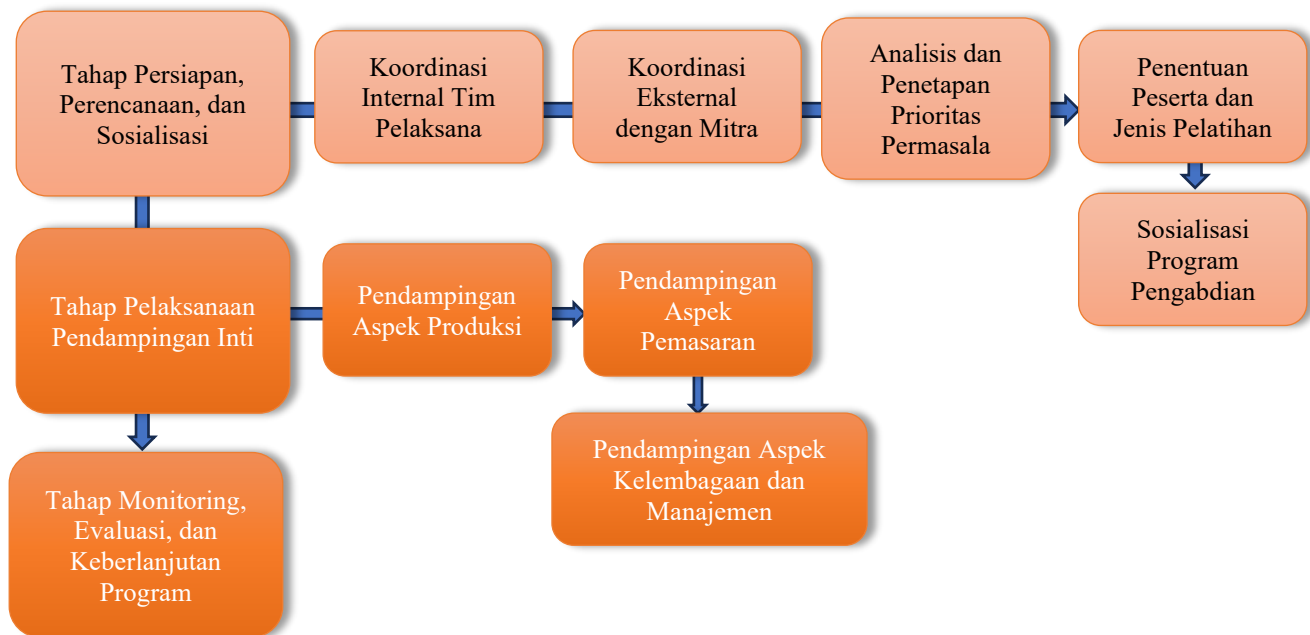 Tahap Persiapan,
Perencanaan, dan
Sosialisasi
Koordinasi
Internal Tim
Pelaksana
Koordinasi
Eksternal
dengan Mitra
Analisis dan
Penetapan
Prioritas
Permasala
Penentuan
Peserta dan
Jenis Pelatihan
Sosialisasi
Program
Pengabdian
Tahap Pelaksanaan
Pendampingan Inti
Pendampingan
Aspek Produksi
Pendampingan
Aspek
Pemasaran
Pendampingan Aspek
Kelembagaan dan
Manajemen
Tahap Monitoring,
Evaluasi, dan
Keberlanjutan
Program